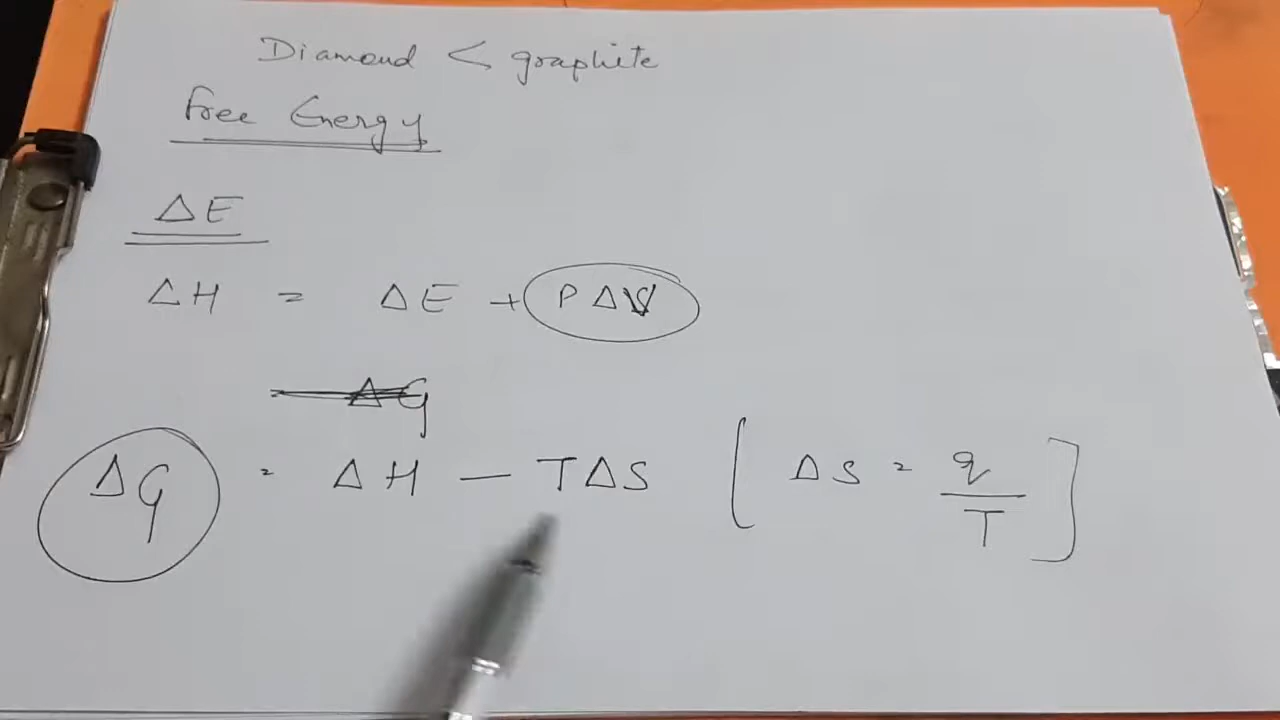 Diamond < graphite
Free Energy
ΔE
ΔH = ΔE + PΔV
ΔG
ΔG = ΔH - TΔS [ ΔS = q/T ]